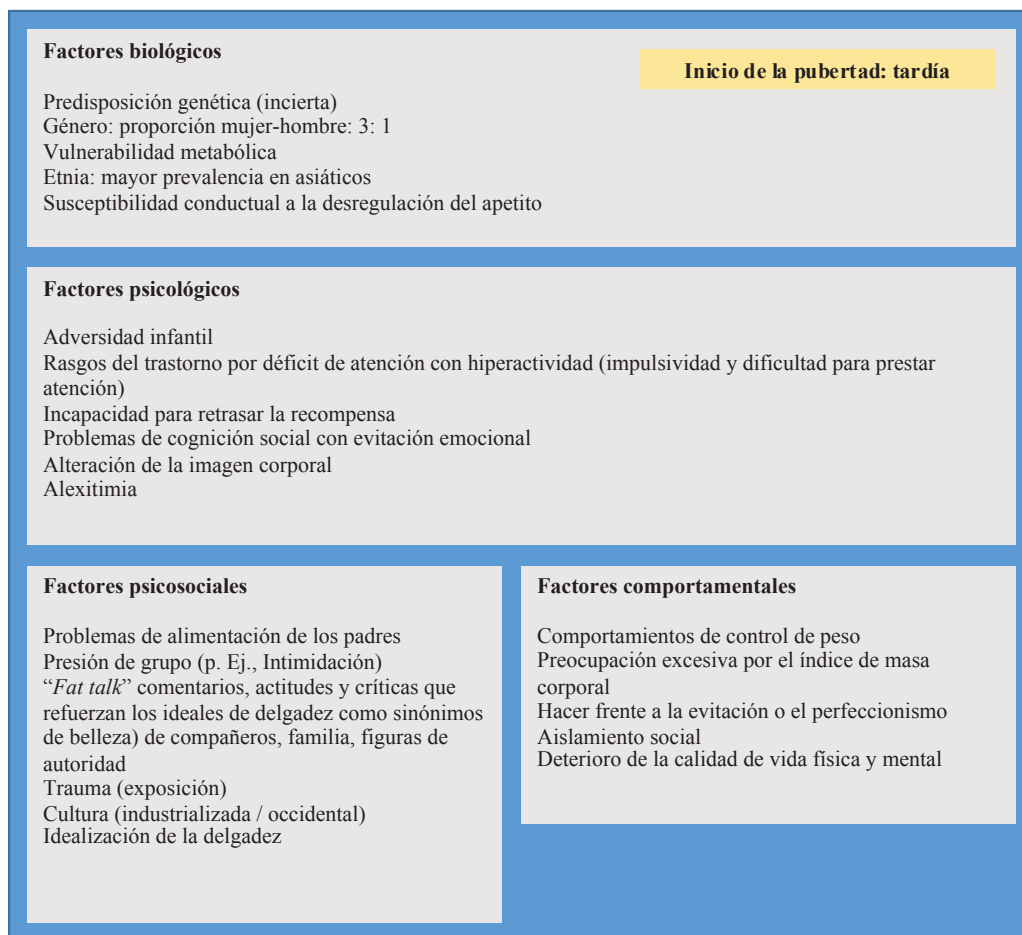 Factores biológicos
Inicio de la pubertad: tardía
Predisposición genética (incierta)
Género: proporción mujer-hombre: 3: 1
Vulnerabilidad metabólica
Etnia: mayor prevalencia en asiáticos
Susceptibilidad conductual a la desregulación del apetito
Factores psicológicos
Adversidad infantil
Rasgos del trastorno por déficit de atención con hiperactividad (impulsividad y dificultad para prestar
atención)
Incapacidad para retrasar la recompensa
Problemas de cognición social con evitación emocional
Alteración de la imagen corporal
Alexitimia
Factores psicosociales
Problemas de alimentación de los padres
Presión de grupo (p. Ej., Intimidación)
“Fat talk” comentarios, actitudes y críticas que
refuerzan los ideales de delgadez como sinónimos
de belleza) de compañeros, familia, figuras de
autoridad
Trauma (exposición)
Cultura (industrializada / occidental)
Idealización de la delgadez
Factores comportamentales
Comportamientos de control de peso
Preocupación excesiva por el índice de masa
corporal
Hacer frente a la evitación o el perfeccionismo
Aislamiento social
Deterioro de la calidad de vida física y mental